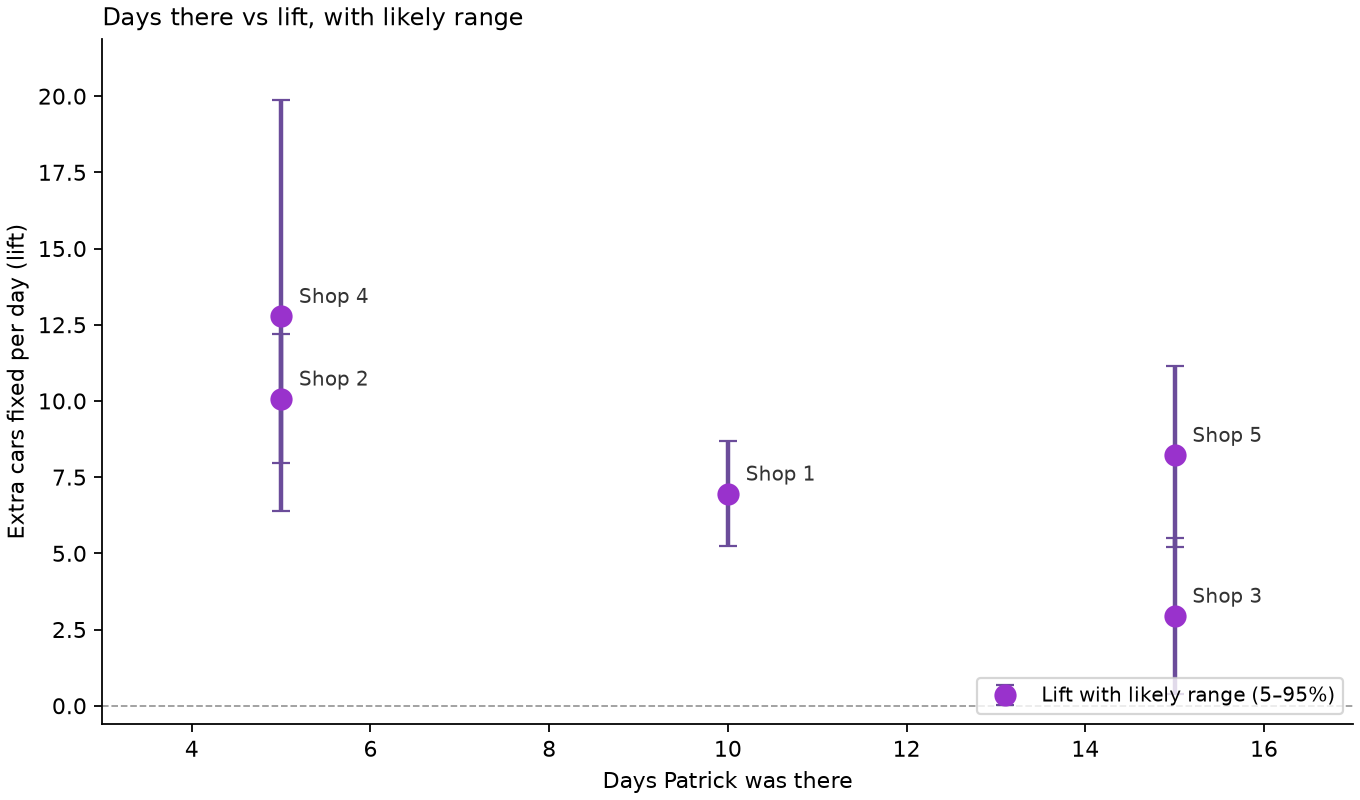 Days there vs lift, with likely range
Extra cars fixed per day (lift)
20.0
17.5
15.0
12.5
10.0
7.5
5.0
2.5
0.0
Shop 4
Shop 2
Shop 1
Shop 5
Shop 3
Lift with likely range (5–95%)
4 6 8 10 12 14 16
Days Patrick was there